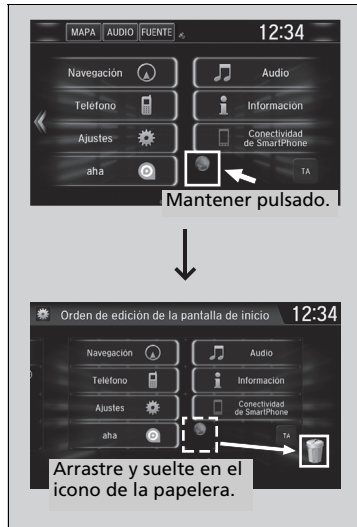 MAPA AUDIO FUENTE 12:34
Navegación Audio
Teléfono Información
Ajustes Conectividad
de SmartPhone
aha TA
Mantener pulsado.
Orden de edición de la pantalla de inicio 12:34
Navegación Audio
Teléfono Información
Ajustes Conectividad
de SmartPhone
aha TA
Arrastre y suelte en el
icono de la papelera.